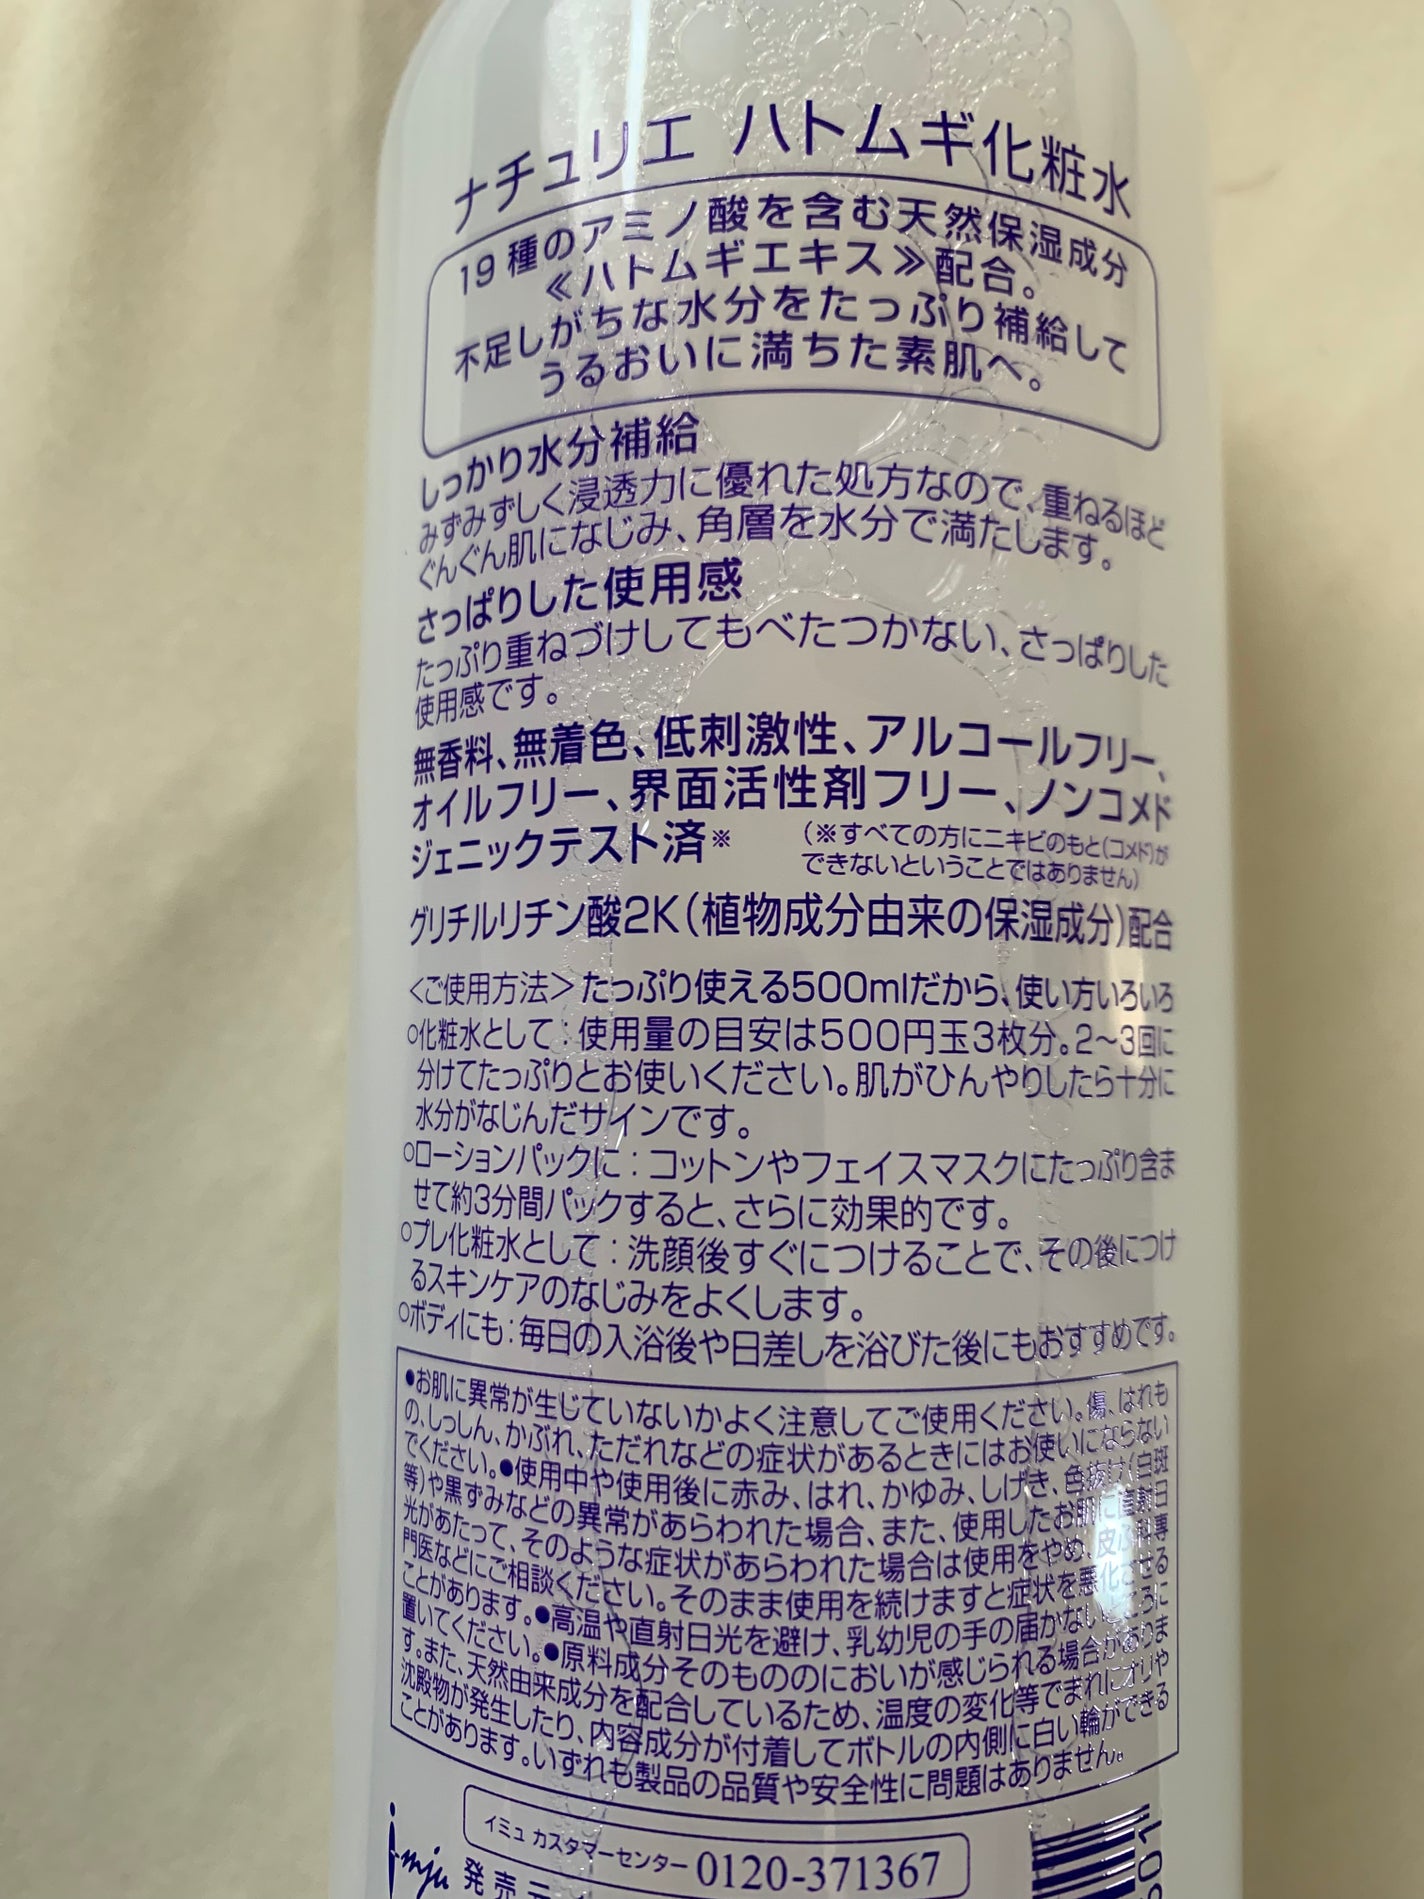 ナチュリエ ハトムギ化粧水
19種のアミノ酸を含む天然保湿成分
≪ハトムギエキス≫配合。
不足しがちな水分をたっぷり補給して
うるおいに満ちた素肌へ。
しっかり水分補給
みずみずしく浸透力に優れた処方なので、重ねるほど
ぐんぐん肌になじみ、角層を水分で満たします。
さっぱりした使用感
たっぷり重ねづけしてもべたつかない、さっぱりした
使用感です。
無香料、無着色、低刺激性、アルコールフリー、
オイルフリー、界面活性剤フリー、ノンコメド
ジェニックテスト済※
（※すべての方にニキビのもと(コメド)が
できないということではありません）
グリチルリチン酸2K（植物成分由来の保湿成分）配合
＜ご使用方法＞たっぷり使える500mlだから、使い方いろいろ
○化粧水として：使用量の目安は500円玉3枚分。2〜3回に
分けてたっぷりとお使いください。肌がひんやりしたら十分に
水分がなじんだサインです。
○ローションパックに：コットンやフェイスマスクにたっぷり含ま
せて約3分間パックすると、さらに効果的です。
○プレ化粧水として：洗顔後すぐにつけることで、その後につけ
るスキンケアのなじみをよくします。
○ボディにも：毎日の入浴後や日差しを浴びた後にもおすすめです。
●お肌に異常が生じていないかよく注意してご使用ください。傷、はれも
の、しっしん、かぶれ、ただれなどの症状があるときにはお使いにならない
でください。●使用中や使用後に赤み、はれ、かゆみ、しげき、色抜け(白斑
等)や黒ずみなどの異常があらわれた場合、また、使用したお肌に直射日
光があたって、そのような症状があらわれた場合は使用をやめ、皮ふ科専
門医などにご相談ください。そのまま使用を続けますと症状を悪化させる
ことがあります。●高温や直射日光を避け、乳幼児の手の届かないところに
置いてください。●原料成分そのもののにおいが感じられる場合がありま
す。また、天然由来成分を配合しているため、温度の変化等でまれにオリや
沈殿物が発生したり、内容成分が付着してボトルの内側に白い輪ができる
ことがあります。いずれも製品の品質や安全性に問題はありません。
イミュ カスタマーセンター 0120-371367
i-mju 発売元